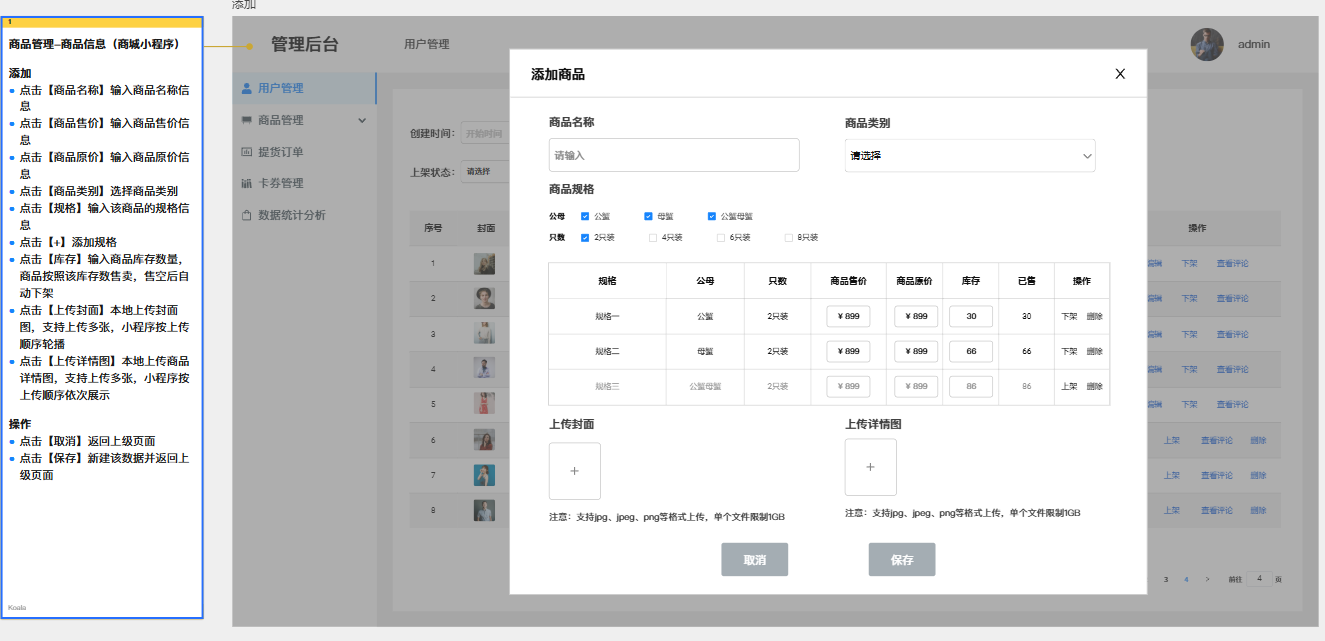 添加
1
商品管理-商品信息（商城小程序）
添加
点击【商品名称】输入商品名称信
息
点击【商品售价】输入商品售价信
息
点击【商品原价】输入商品原价信
息
点击【商品类别】选择商品类别
点击【规格】输入该商品的规格信
息
点击【+】添加规格
点击【库存】输入商品库存数量，
商品按照该库存数售卖，售空后自
动下架
点击【上传封面】本地上传封面
图，支持上传多张，小程序按上传
顺序轮播
点击【上传详情图】本地上传商品
详情图，支持上传多张，小程序按
上传顺序依次展示
操作
点击【取消】返回上级页面
点击【保存】新建该数据并返回上
级页面
Koala
管理后台
用户管理
admin
用户管理
商品管理
提货订单
卡券管理
数据统计分析
创建时间： 开始时间
上架状态： 请选择
序号 封面 操作
1 编辑 下架 查看评论
2 编辑 下架 查看评论
3 编辑 下架 查看评论
4 编辑 下架 查看评论
5 编辑 下架 查看评论
6 上架 查看评论 删除
7 上架 查看评论 删除
8 上架 查看评论 删除
3 4 > 前往 4 页
添加商品 X
商品名称 商品类别
请输入 请选择
商品规格
公母 公蟹 母蟹 公蟹母蟹
只数 2只装 4只装 6只装 8只装
规格 公母 只数 商品售价 商品原价 库存 已售 操作
规格一 公蟹 2只装 ¥ 899 ¥ 899 30 30 下架 删除
规格二 母蟹 2只装 ¥ 899 ¥ 899 66 66 下架 删除
规格三 公蟹母蟹 2只装 ¥ 899 ¥ 899 86 86 上架 删除
上传封面 上传详情图
+ +
注意：支持jpg、jpeg、png等格式上传，单个文件限制1GB
注意：支持jpg、jpeg、png等格式上传，单个文件限制1GB
取消 保存